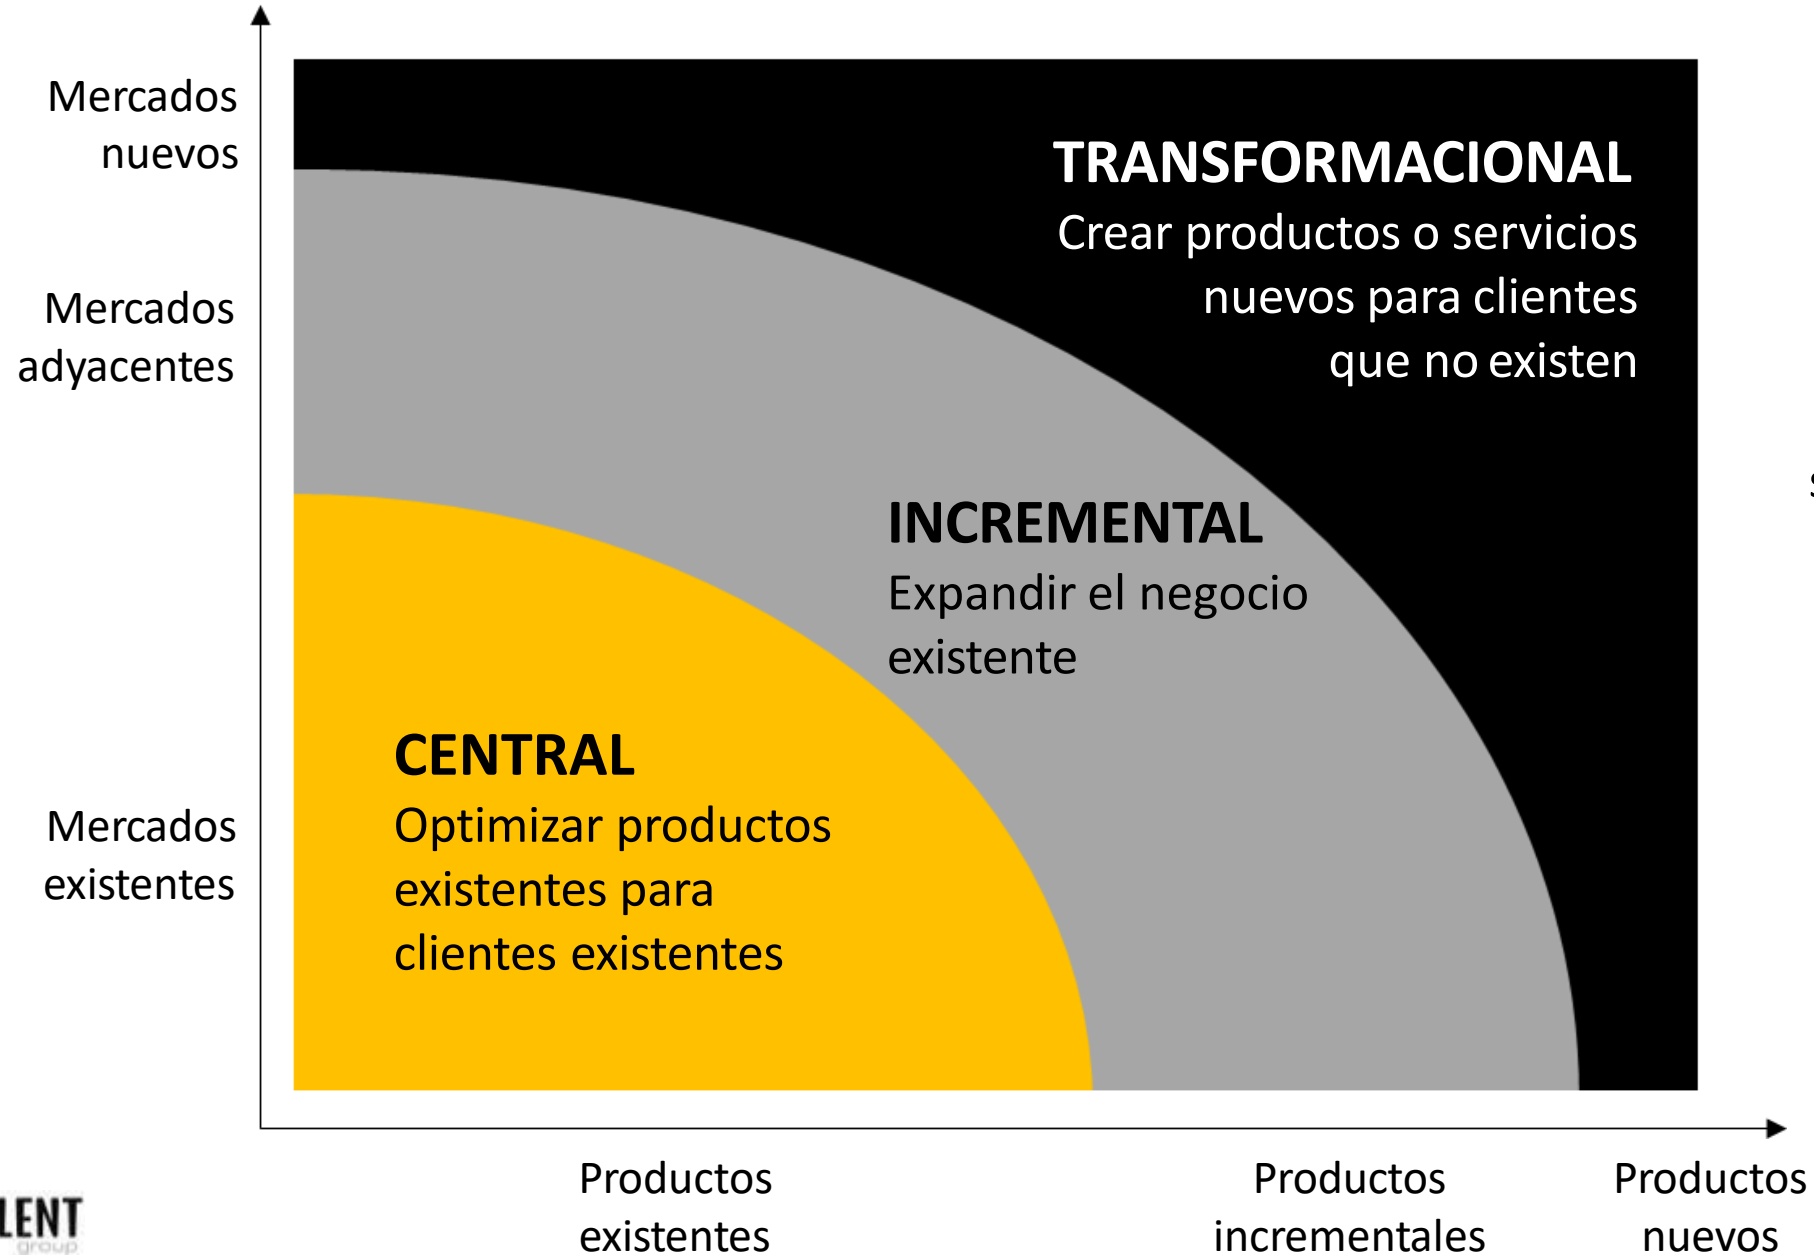 Mercados
nuevos
TRANSFORMACIONAL
Crear productos o servicios
nuevos para clientes
que no existen
Mercados
adyacentes
INCREMENTAL
Expandir el negocio
existente
CENTRAL
Optimizar productos
existentes para
clientes existentes
Mercados
existentes
Productos
existentes
Productos
incrementales
Productos
nuevos
LENT
group